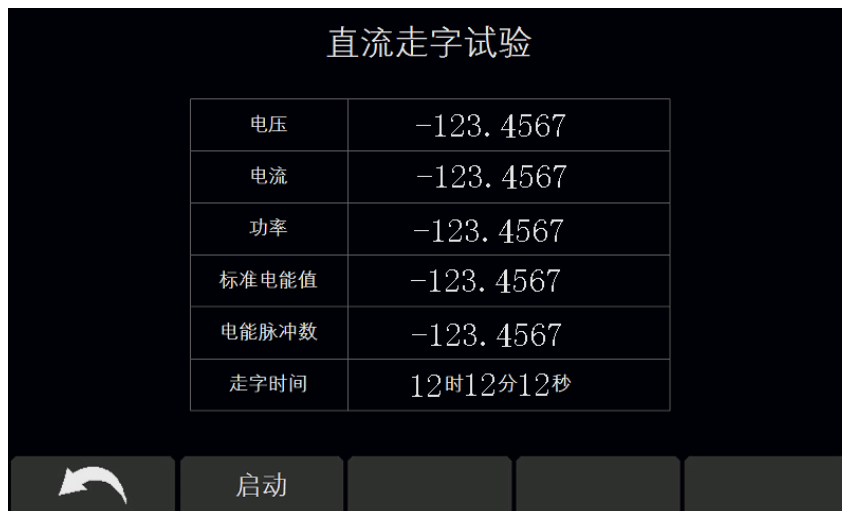 直流走字试验
电压 -123.4567
电流 -123.4567
功率 -123.4567
标准电能值 -123.4567
电能脉冲数 -123.4567
走字时间 12时12分12秒
启动